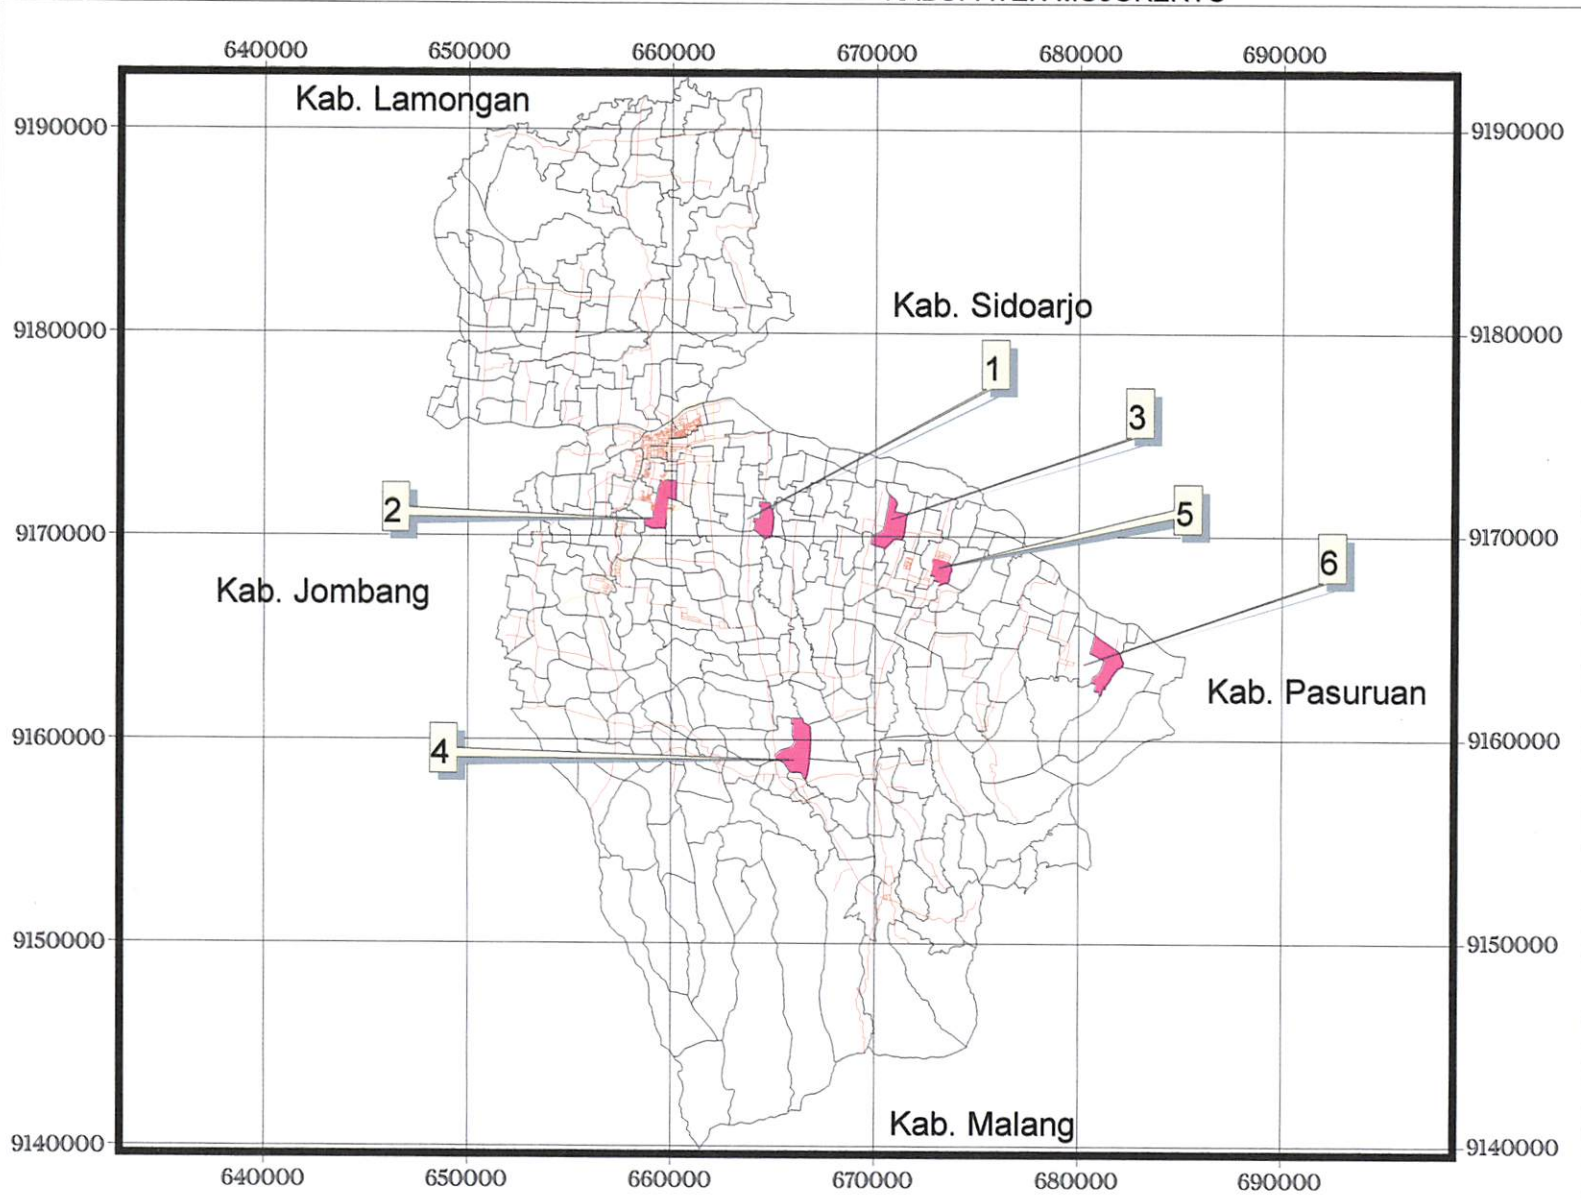 640000 650000 660000 670000 680000 690000
Kab. Lamongan
9190000 9190000
Kab. Sidoarjo
9180000 9180000
1
3
2
5
9170000 9170000
6
Kab. Jombang
Kab. Pasuruan
9160000 9160000
4
9150000 9150000
Kab. Malang
9140000 9140000
640000 650000 660000 670000 680000 690000